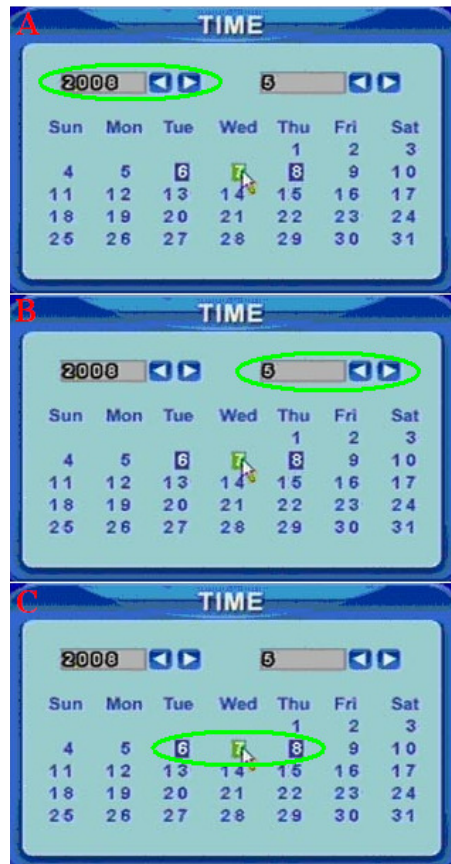 A
TIME
2008 5
Sun Mon Tue Wed Thu Fri Sat
1 2 3
4 5 6 7 8 9 10
11 12 13 14 15 16 17
18 19 20 21 22 23 24
25 26 27 28 29 30 31
B
TIME
2008 5
Sun Mon Tue Wed Thu Fri Sat
1 2 3
4 5 6 7 8 9 10
11 12 13 14 15 16 17
18 19 20 21 22 23 24
25 26 27 28 29 30 31
C
TIME
2008 5
Sun Mon Tue Wed Thu Fri Sat
1 2 3
4 5 6 7 8 9 10
11 12 13 14 15 16 17
18 19 20 21 22 23 24
25 26 27 28 29 30 31